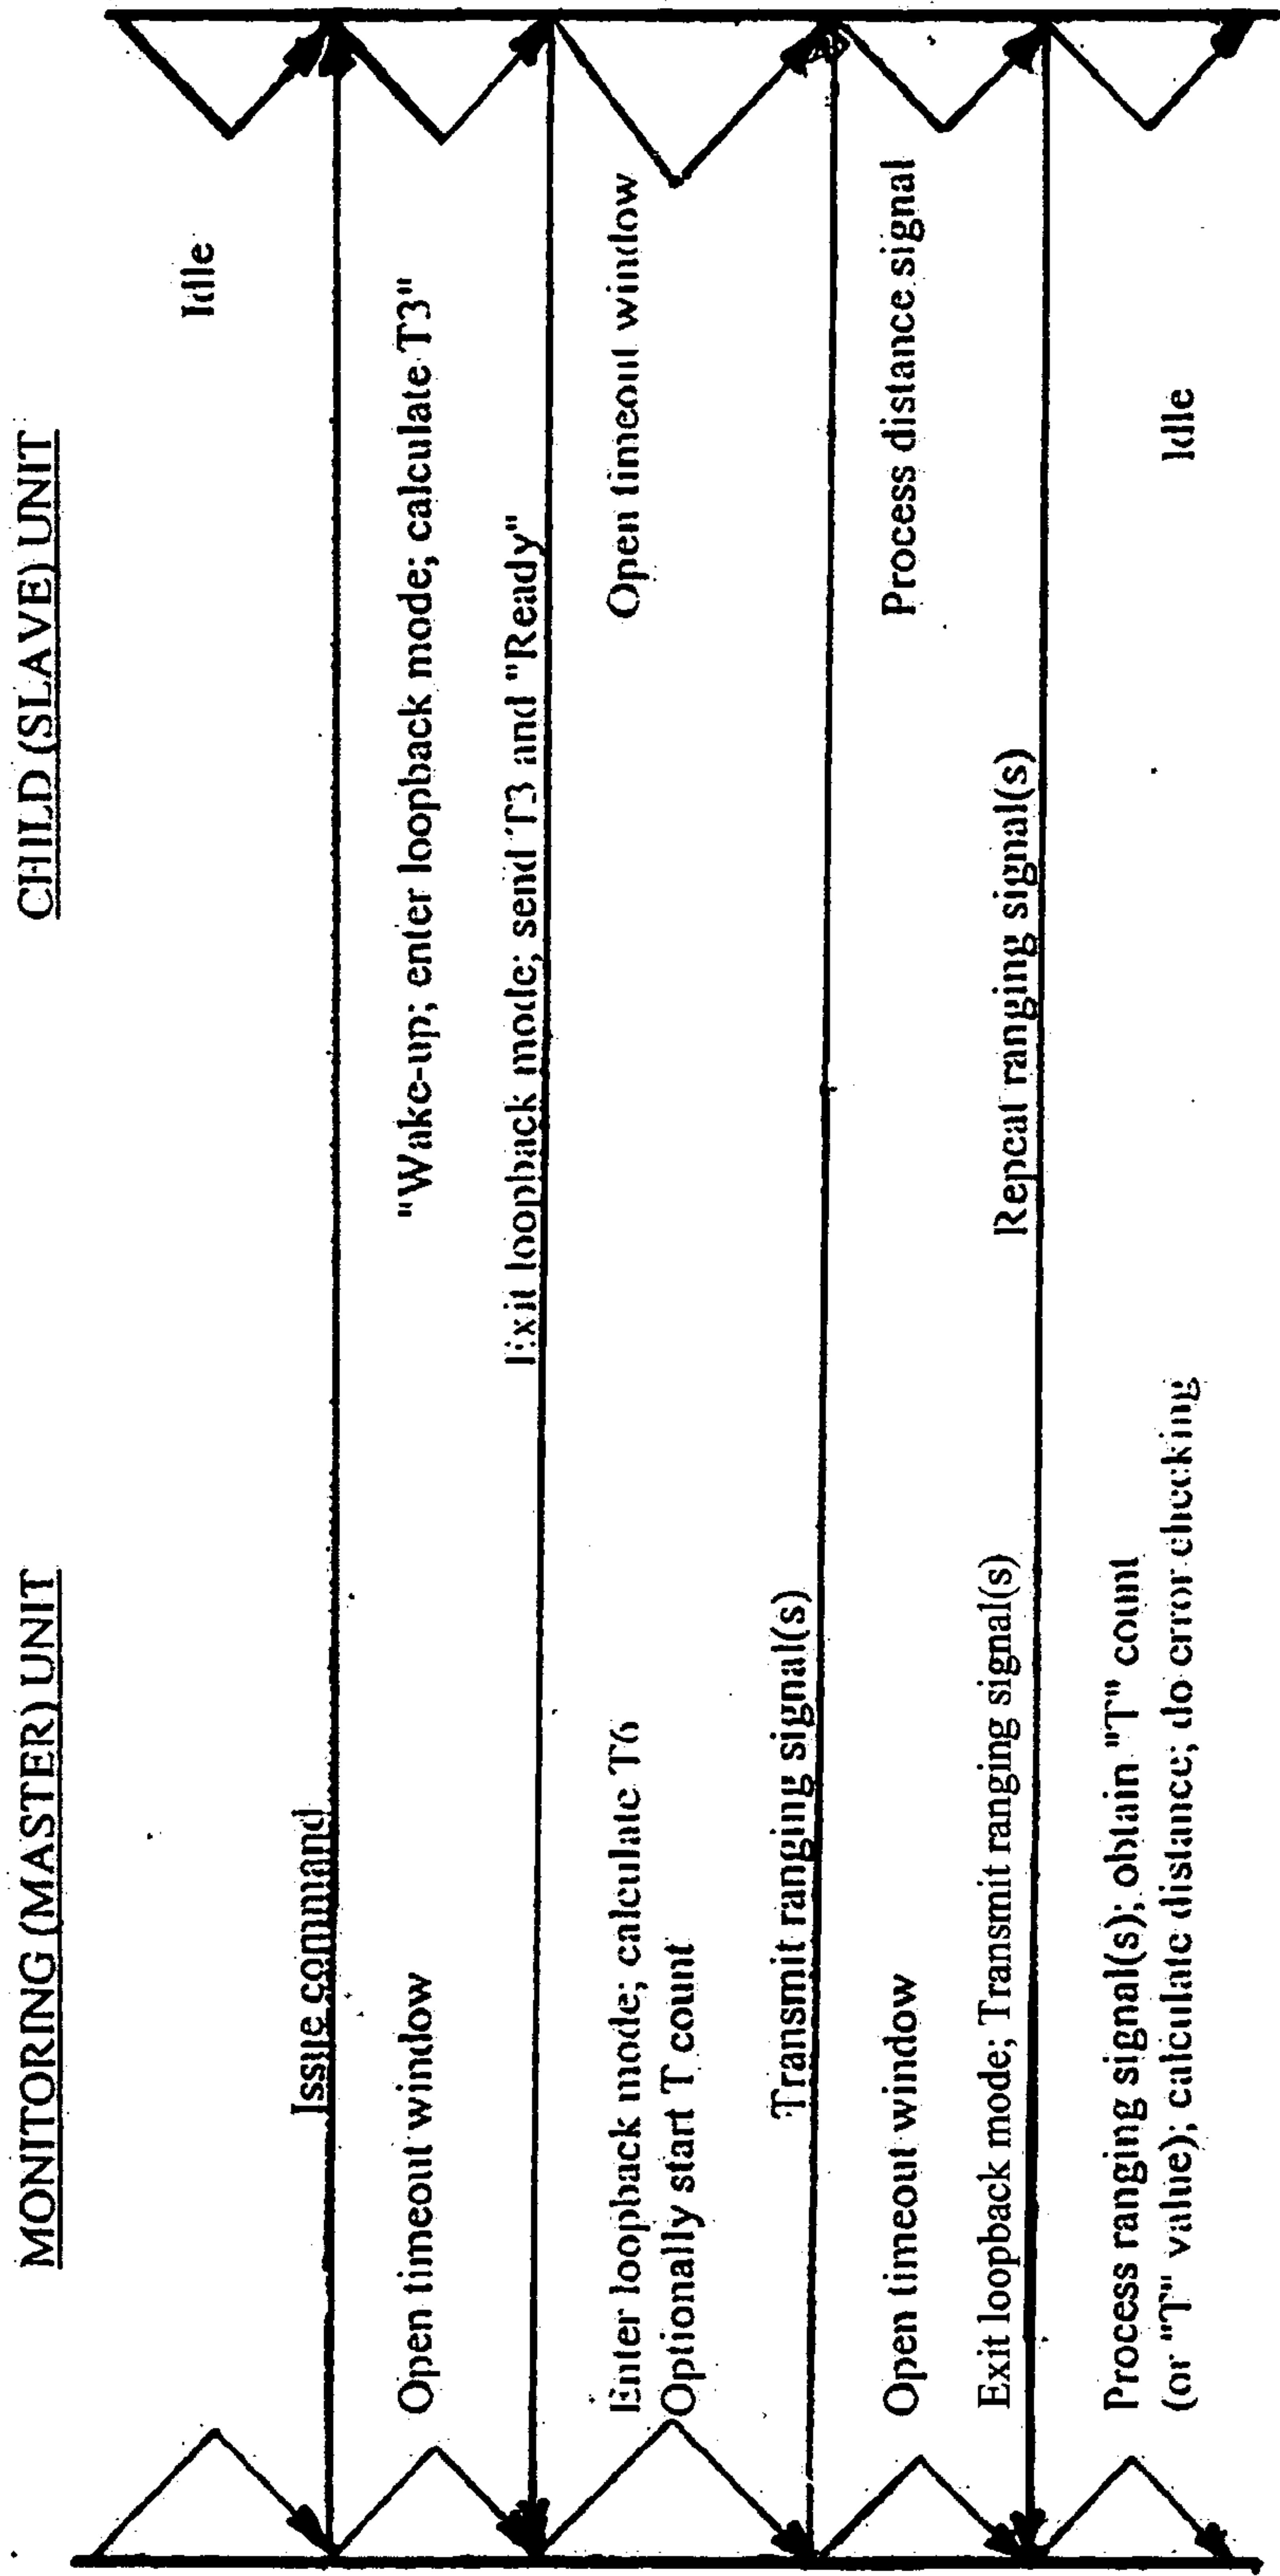 MONITORING (MASTER) UNIT
CHILD (SLAVE) UNIT
Idle
Issue command
Open timeout window
"Wake-up; enter loopback mode; calculate T3"
Exit loopback mode; send T3 and "Ready"
Enter loopback mode; calculate T6
Optionally start T count
Open timeout window
Transmit ranging signal(s)
Open timeout window
Process distance signal
Exit loopback mode; Transmit ranging signal(s)
Repeat ranging signal(s)
Process ranging signal(s); obtain "T" count
(or "T" value); calculate distance; do error checking
Idle